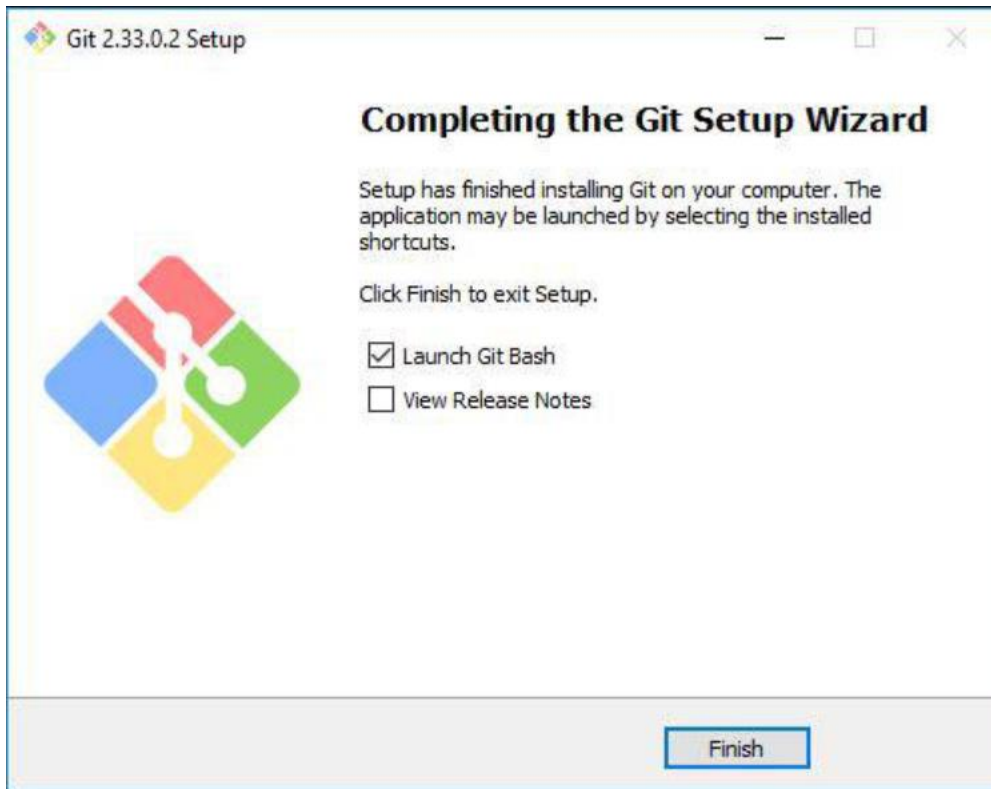 Git 2.33.0.2 Setup
Completing the Git Setup Wizard
Setup has finished installing Git on your computer. The
application may be launched by selecting the installed
shortcuts.
Click Finish to exit Setup.
Launch Git Bash
View Release Notes
Finish